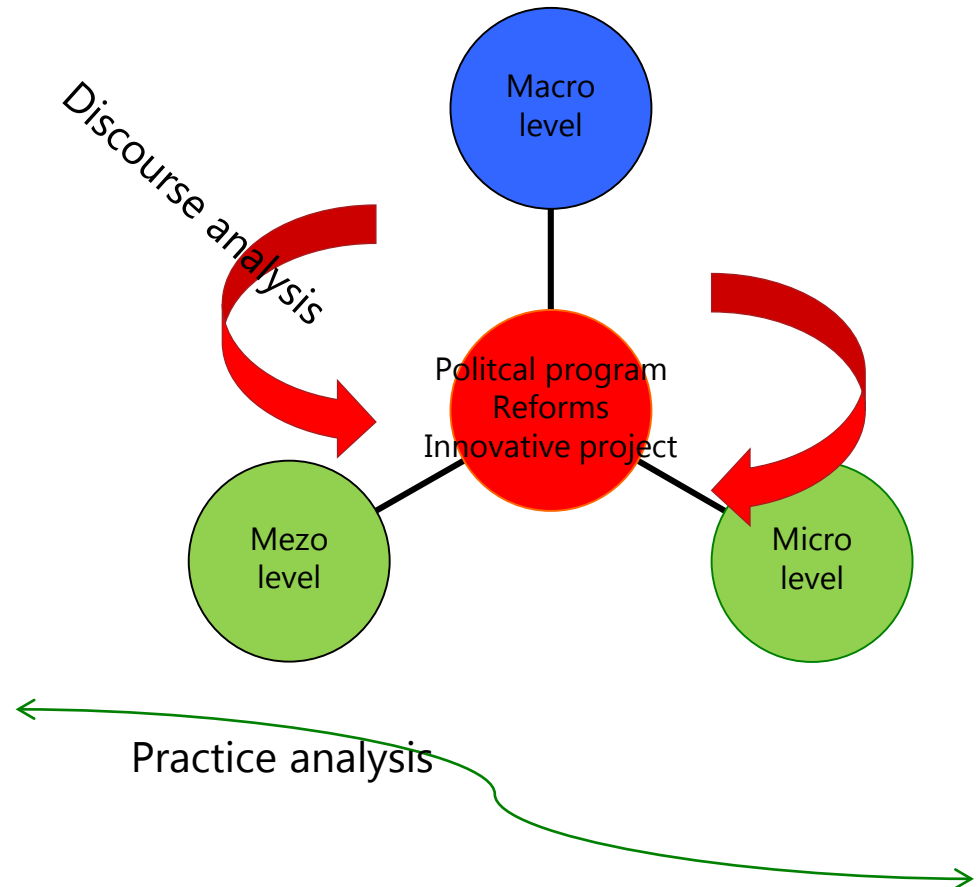 Macro
level
Discourse analysis
Politcal program
Reforms
Innovative project
Mezo
level
Micro
level
Practice analysis